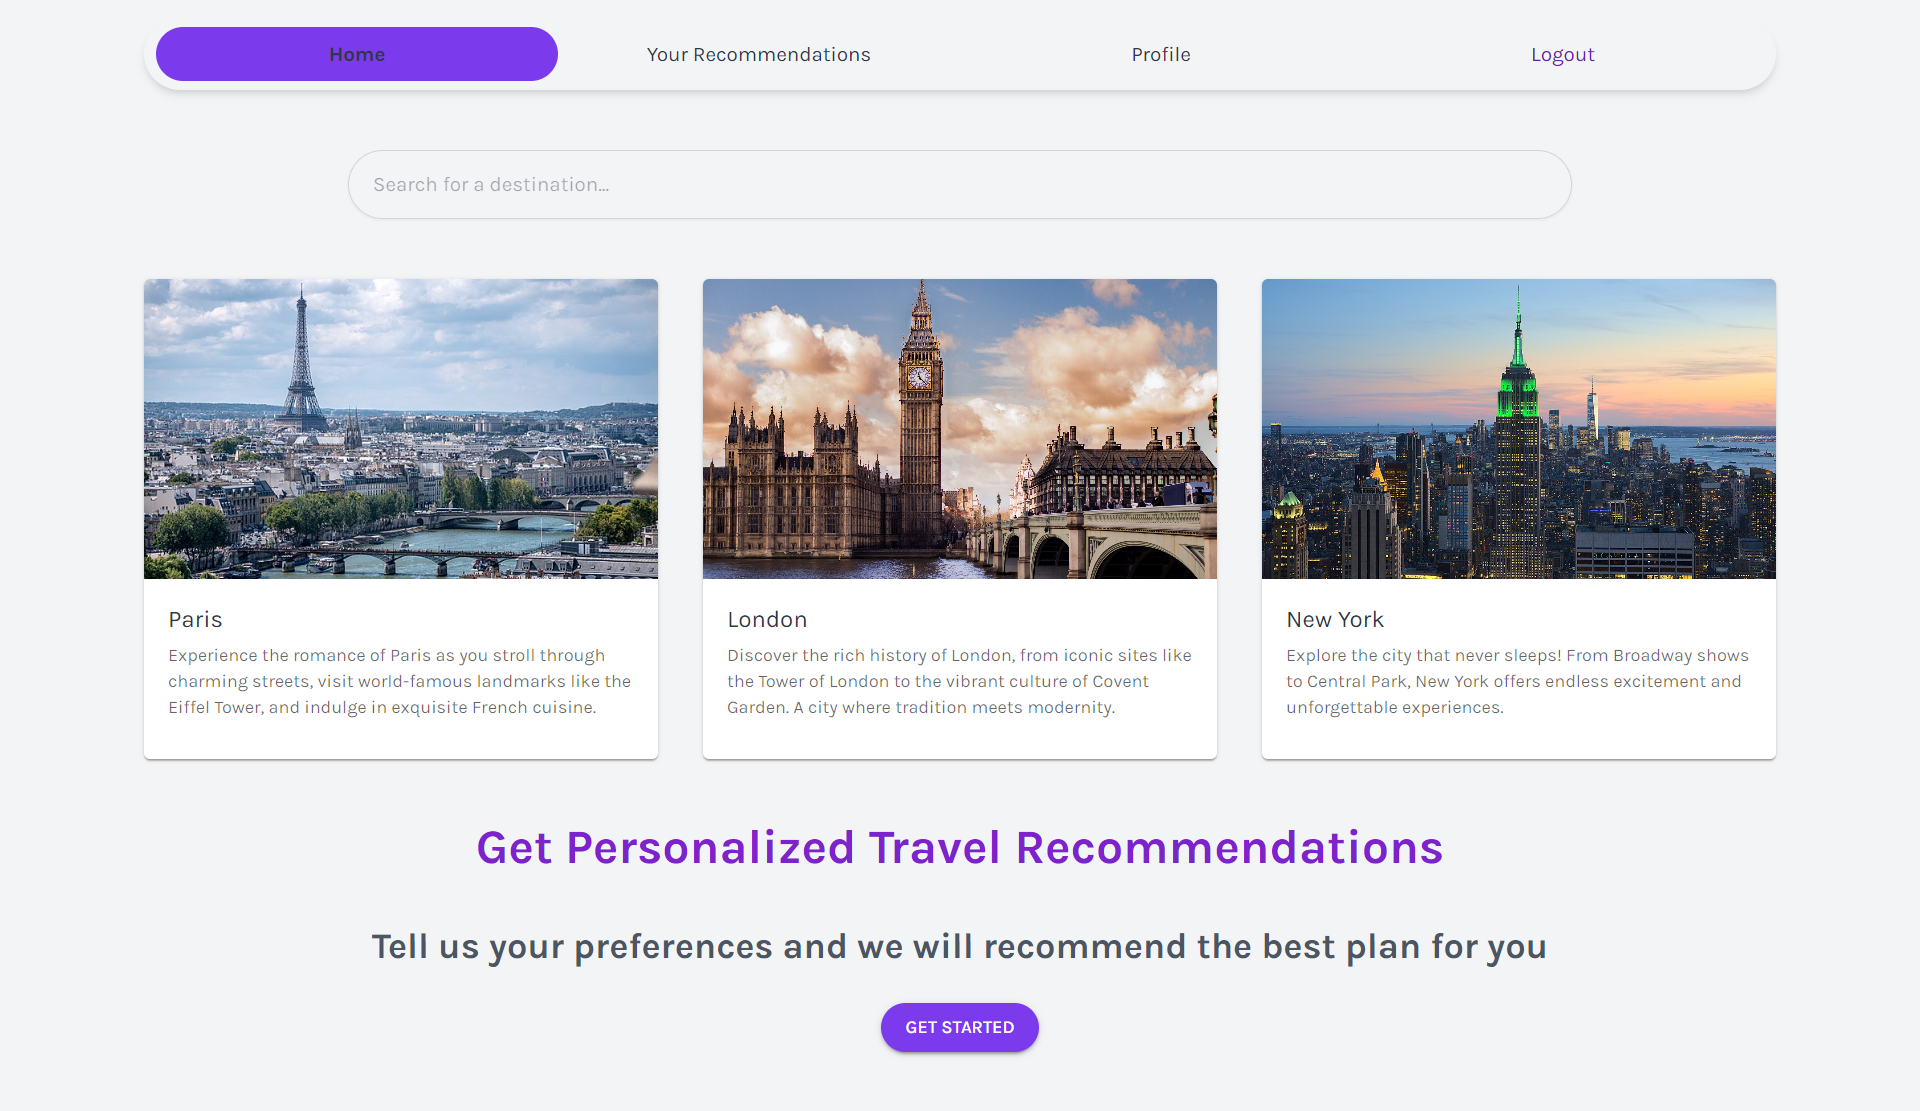 Home
Your Recommendations
Profile
Logout
Search for a destination...
Paris
Experience the romance of Paris as you stroll through
charming streets, visit world-famous landmarks like the
Eiffel Tower, and indulge in exquisite French cuisine.
London
Discover the rich history of London, from iconic sites like
the Tower of London to the vibrant culture of Covent
Garden. A city where tradition meets modernity.
New York
Explore the city that never sleeps! From Broadway shows
to Central Park, New York offers endless excitement and
unforgettable experiences.
Get Personalized Travel Recommendations
Tell us your preferences and we will recommend the best plan for you
GET STARTED